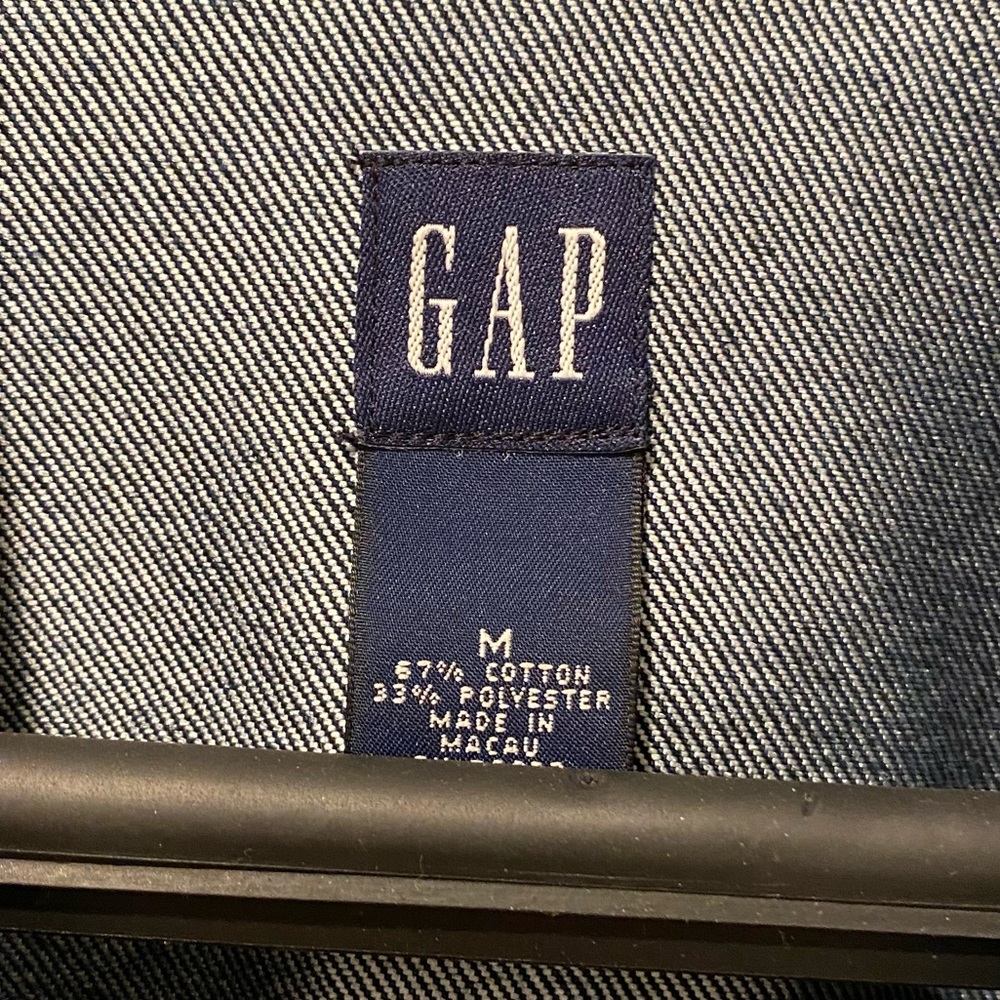 GAP
M
67% COTTON
33% POLYESTER
MADE IN
MACAU